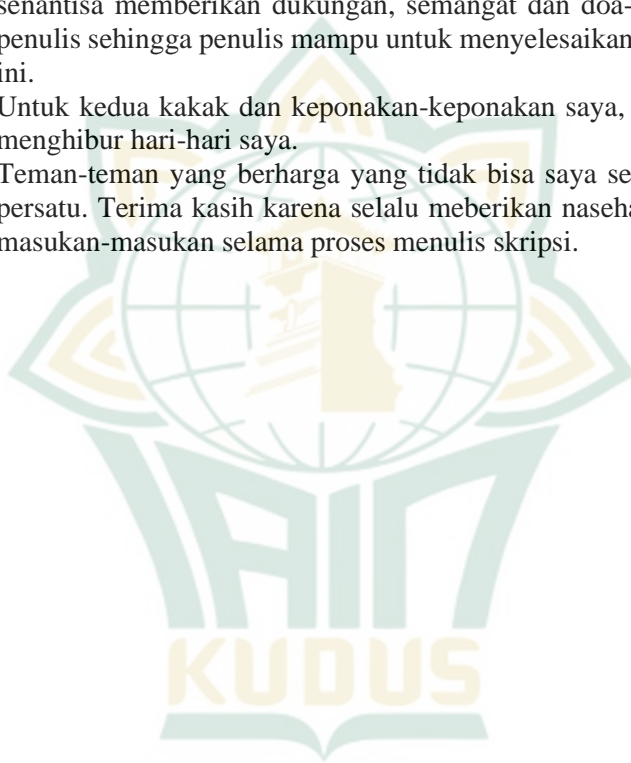 senantisa memberikan dukungan, semangat dan doa-
penulis sehingga penulis mampu untuk menyelesaikan
ini.
Untuk kedua kakak dan keponakan-keponakan saya,
menghibur hari-hari saya.
Teman-teman yang berharga yang tidak bisa saya se
persatu. Terima kasih karena selalu meberikan naseha
masukan-masukan selama proses menulis skripsi.
IAIN
KUDUS